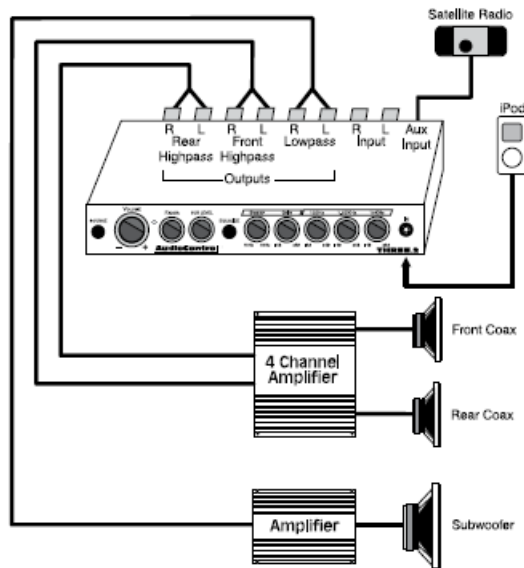 Satellite Radio
iPod
R L R L R L R L Aux
Rear Front Lowpass Input Input
Highpass Highpass
Outputs
AudioControl
THREE.2
4 Channel
Amplifier
Front Coax
Rear Coax
Amplifier
Subwoofer